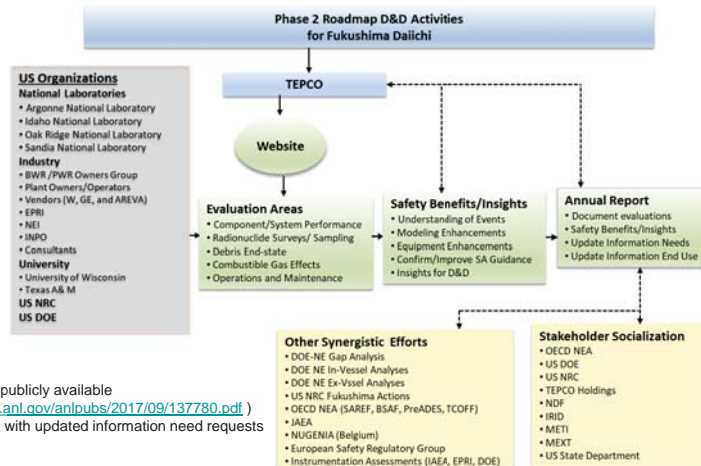 Phase 2 Roadmap D&D Activities
for Fukushima Daiichi
TEPCO
Website
US Organizations
National Laboratories
• Argonne National Laboratory
• Idaho National Laboratory
• Oak Ridge National Laboratory
• Sandia National Laboratory
Industry
• BWR /PWR Owners Group
• Plant Owners/Operators
• Vendors (W, GE, and AREVA)
• EPRI
• NEI
• INPO
• Consultants
University
• University of Wisconsin
• Texas A& M
US NRC
US DOE
Evaluation Areas
• Component/System Performance
• Radionuclide Surveys/ Sampling
• Debris End-state
• Combustible Gas Effects
• Operations and Maintenance
Safety Benefits/Insights
• Understanding of Events
• Modeling Enhancements
• Equipment Enhancements
• Confirm/Improve SA Guidance
• Insights for D&D
Annual Report
• Document evaluations
• Safety Benefits/Insights
• Update Information Needs
• Update Information End Use
Other Synergistic Efforts
• DOE-NE Gap Analysis
• DOE NE In-Vessel Analyses
• DOE NE Ex-Vssel Analyses
• US NRC Fukushima Actions
• OECD NEA (SAREF, BSAF, PreADES, TCOFF)
• JAEA
• NUGENIA (Belgium)
• European Safety Regulatory Group
• Instrumentation Assessments (IAEA, EPRI, DOE)
Stakeholder Socialization
• OECD NEA
• US DOE
• US NRC
• TEPCO Holdings
• NDF
• IRID
• METI
• MEXT
• US State Department
publicly available
.anl.gov/anlpubs/2017/09/137780.pdf )
with updated information need requests